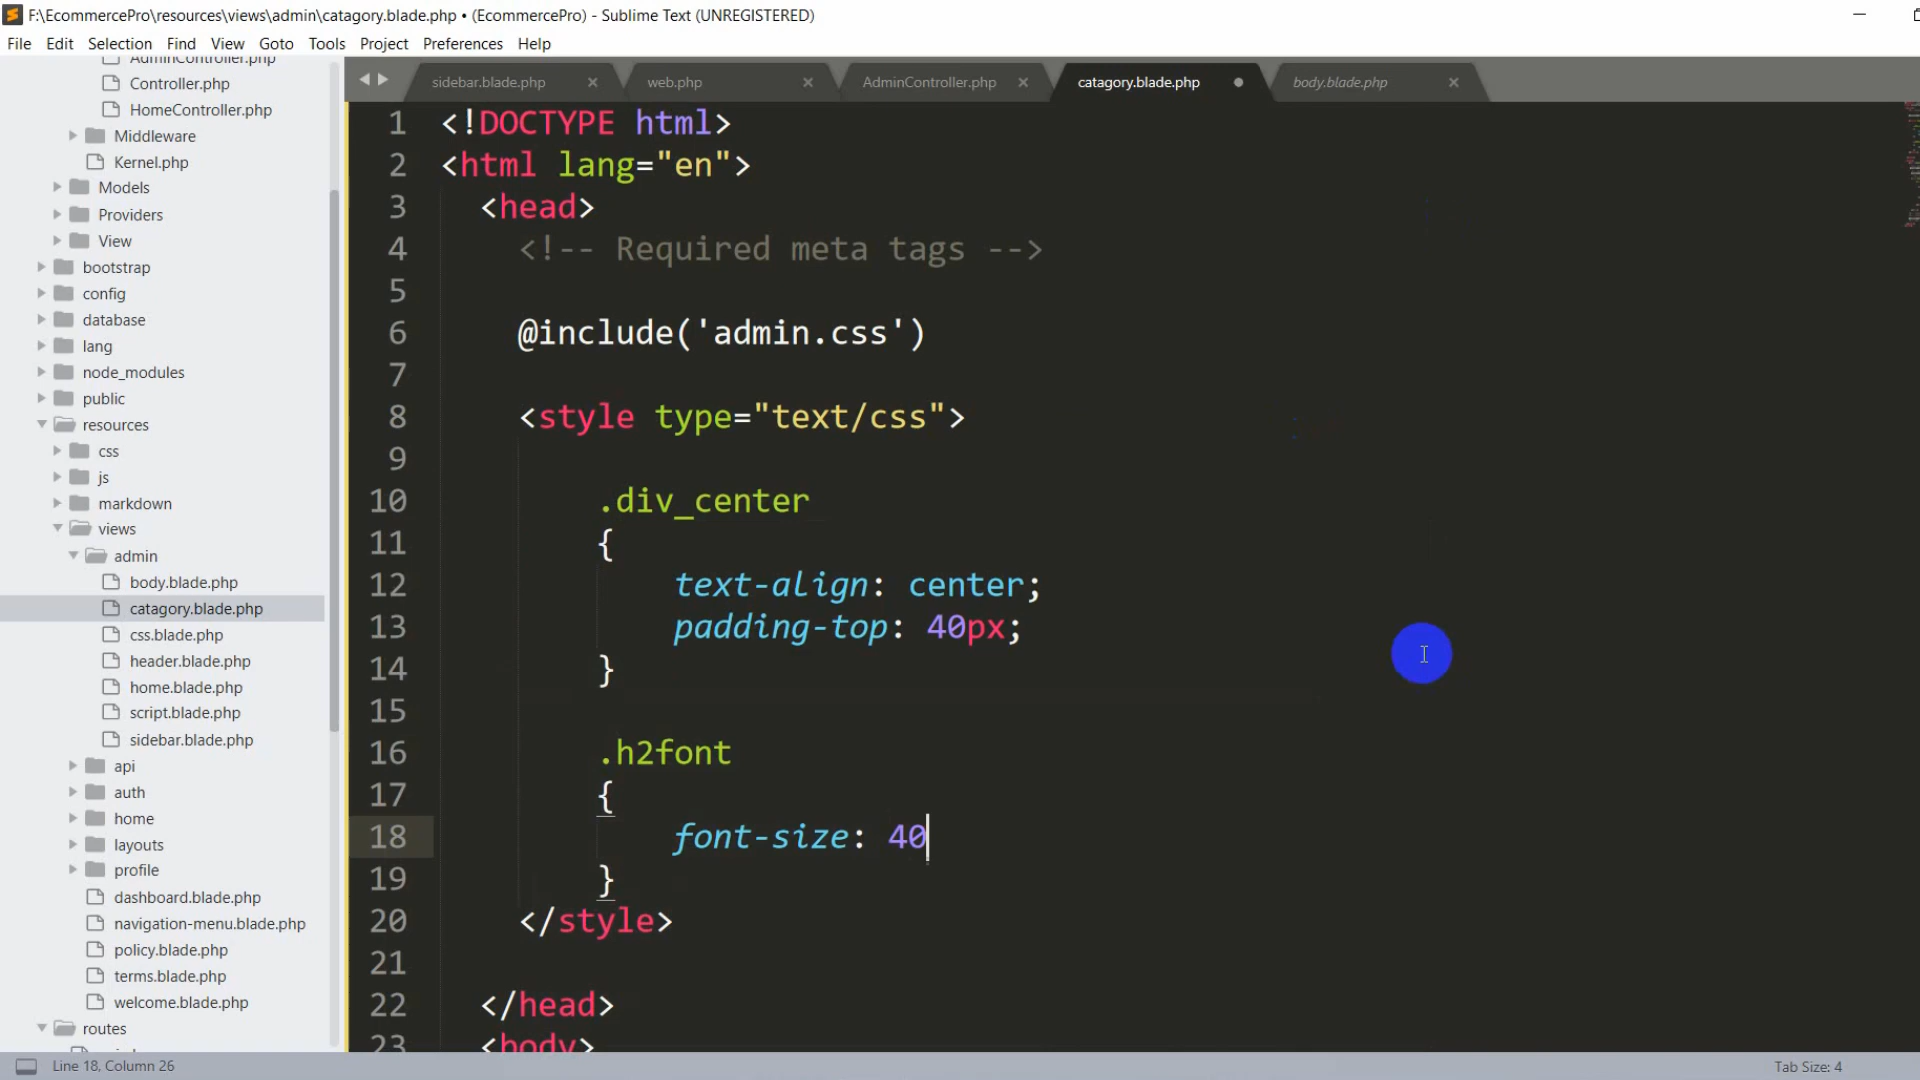 F:\EcommercePro\resources\views\admin\catagory.blade.php • (EcommercePro) - Sublime Text (UNREGISTERED)
File Edit Selection Find View Goto Tools Project Preferences Help
AdminController.php
Controller.php
HomeController.php
Middleware
Kernel.php
Models
Providers
View
bootstrap
config
database
lang
node_modules
public
resources
css
js
markdown
views
admin
body.blade.php
catagory.blade.php
css.blade.php
header.blade.php
home.blade.php
script.blade.php
sidebar.blade.php
api
auth
home
layouts
profile
dashboard.blade.php
navigation-menu.blade.php
policy.blade.php
terms.blade.php
welcome.blade.php
routes
sidebar.blade.php web.php AdminController.php catagory.blade.php body.blade.php
1 <!DOCTYPE html>
2 <html lang="en">
3 <head>
4 <!-- Required meta tags -->
5
6 @include('admin.css')
7
8 <style type="text/css">
9
10 .div_center
11 {
12 text-align: center;
13 padding-top: 40px;
14 }
15
16 .h2font
17 {
18 font-size: 40
19 }
20 </style>
21
22 </head>
23 <body>
Line 18, Column 26 Tab Size: 4